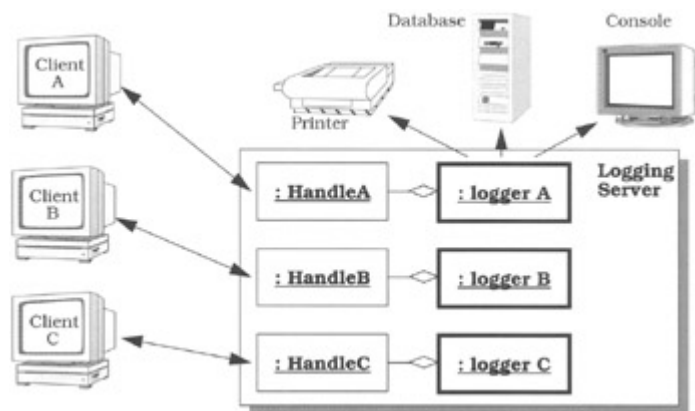 Database
Console
Client
A
Printer
Logging
Server
: HandleA
: logger A
Client
B
: HandleB
: logger B
Client
C
: HandleC
: logger C